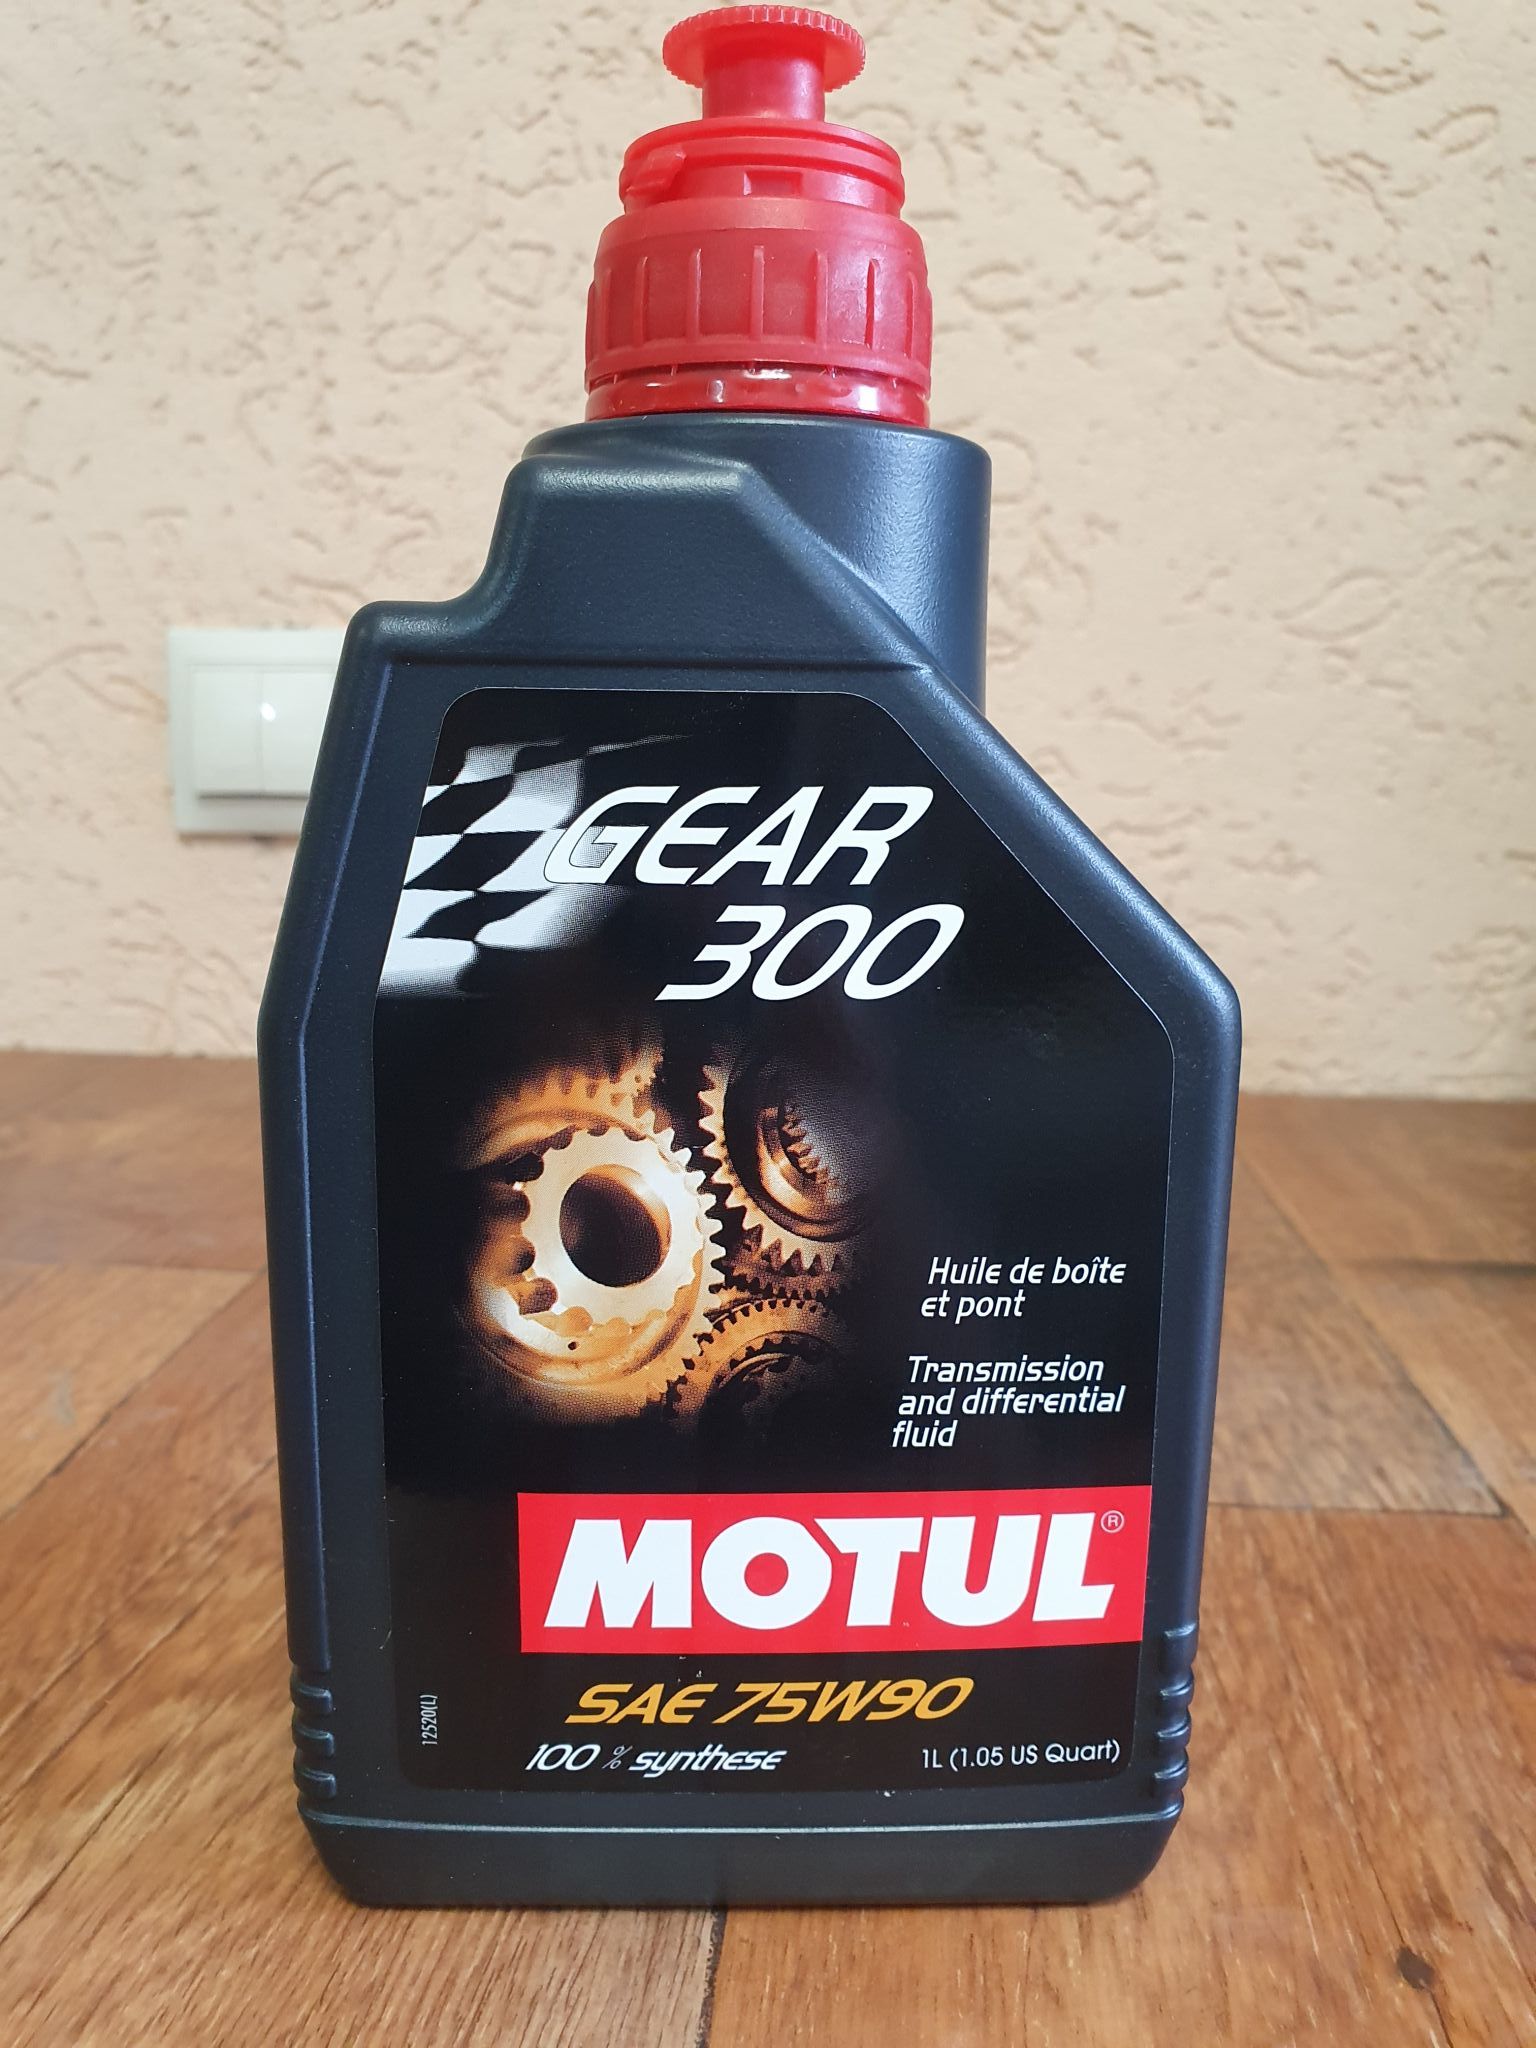 GEAR
300
Huile de boîte
et pont
Transmission
and differential
fluid
MOTUL®
SAE 75W90
100 % synthese
1L (1.05 US Quart)
12520(L)